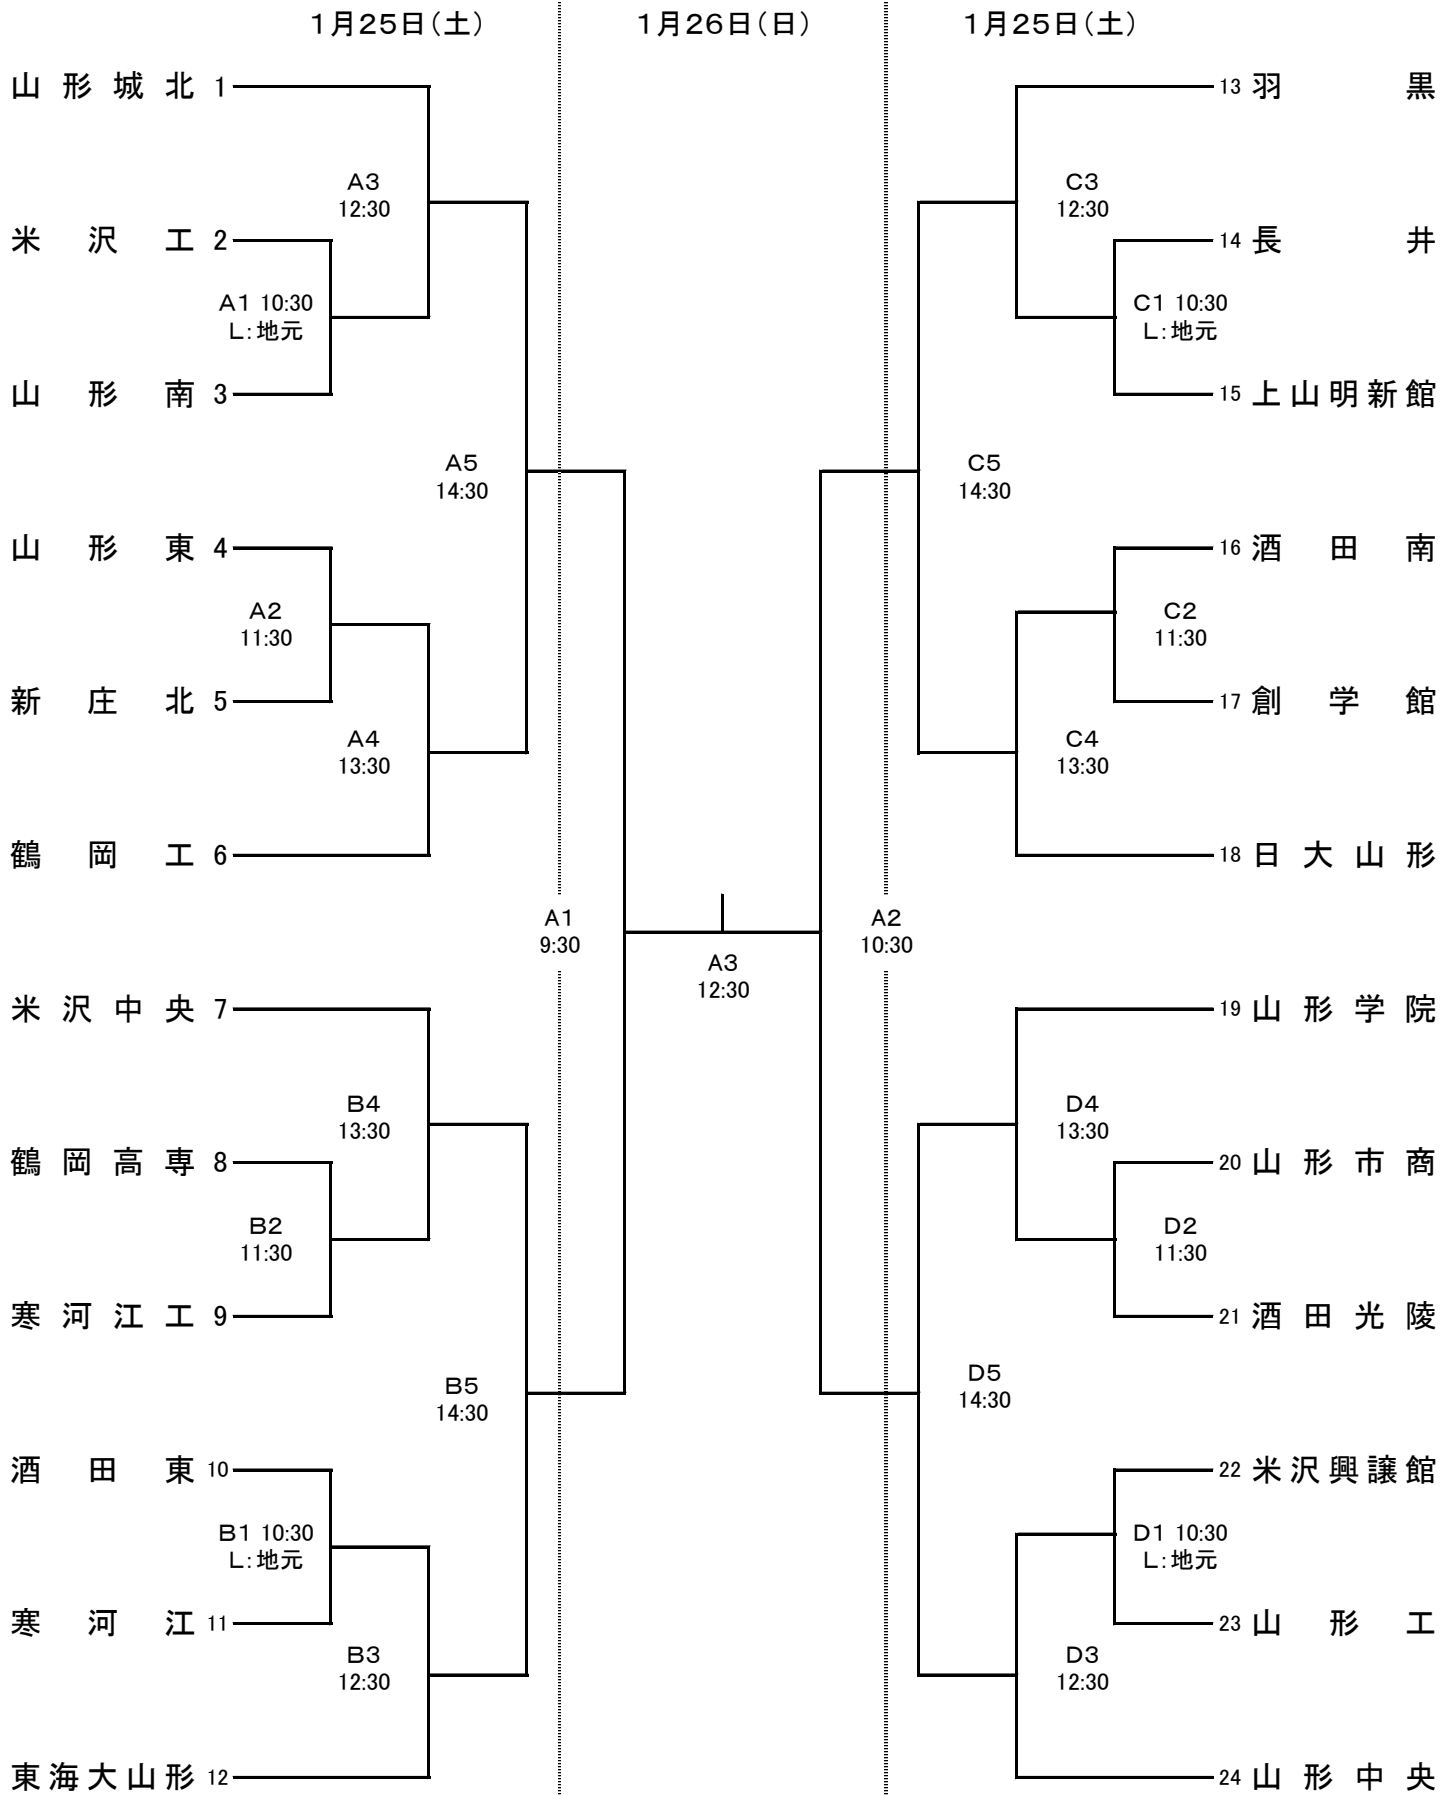 1月25日(土)
1月26日(日)
1月25日(土)
山形城北 1
A3
12:30
米沢工 2
A1 10:30
L:地元
山形南 3
A5
14:30
山形東 4
A2
11:30
新庄北 5
A4
13:30
鶴岡工 6
A1
9:30
米沢中央 7
B4
13:30
鶴岡高専 8
B2
11:30
寒河江工 9
B5
14:30
酒田東 10
B1 10:30
L:地元
寒河江 11
B3
12:30
東海大山形 12
A3
12:30
A2
10:30
13 羽黒
C3
12:30
14 長井
C1 10:30
L:地元
15 上山明新館
C5
14:30
16 酒田南
C2
11:30
17 創学館
C4
13:30
18 日大山形
19 山形学院
D4
13:30
20 山形市商
D2
11:30
21 酒田光陵
D5
14:30
22 米沢興譲館
D1 10:30
L:地元
23 山形工
D3
12:30
24 山形中央